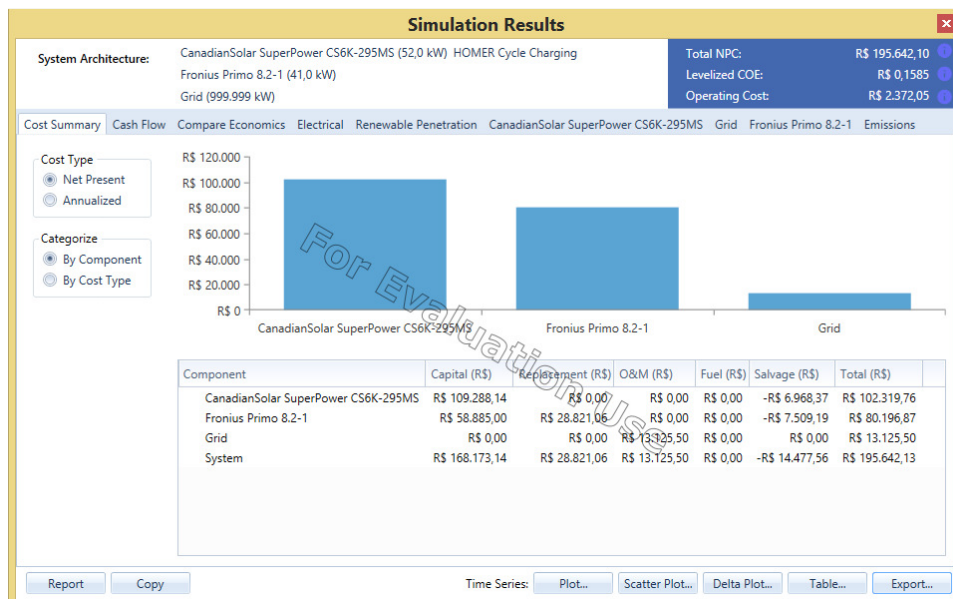 Simulation Results
System Architecture:
CanadianSolar SuperPower CS6K-295MS (52,0 kW) HOMER Cycle Charging
Fronius Primo 8.2-1 (41,0 kW)
Grid (999.999 kW)
Total NPC: R$ 195.642,10
Levelized COE: R$ 0,1585
Operating Cost: R$ 2.372,05
Cost Summary Cash Flow Compare Economics Electrical Renewable Penetration CanadianSolar SuperPower CS6K-295MS Grid Fronius Primo 8.2-1 Emissions
Cost Type
Net Present
Annualized
Categorize
By Component
By Cost Type
R$ 120.000
R$ 100.000
R$ 80.000
R$ 60.000
R$ 40.000
R$ 20.000
R$ 0
CanadianSolar SuperPower CS6K-295MS Fronius Primo 8.2-1 Grid
For Evaluation Use
Component Capital (R$) Replacement (R$) O&M (R$) Fuel (R$) Salvage (R$) Total (R$)
CanadianSolar SuperPower CS6K-295MS R$ 109.288,14 R$ 0,00 R$ 0,00 R$ 0,00 -R$ 6.968,37 R$ 102.319,76
Fronius Primo 8.2-1 R$ 58.885,00 R$ 28.821,06 R$ 0,00 R$ 0,00 -R$ 7.509,19 R$ 80.196,87
Grid R$ 0,00 R$ 0,00 R$ 13.125,50 R$ 0,00 R$ 0,00 R$ 13.125,50
System R$ 168.173,14 R$ 28.821,06 R$ 13.125,50 R$ 0,00 -R$ 14.477,56 R$ 195.642,13
Report Copy Time Series: Plot... Scatter Plot... Delta Plot... Table... Export...